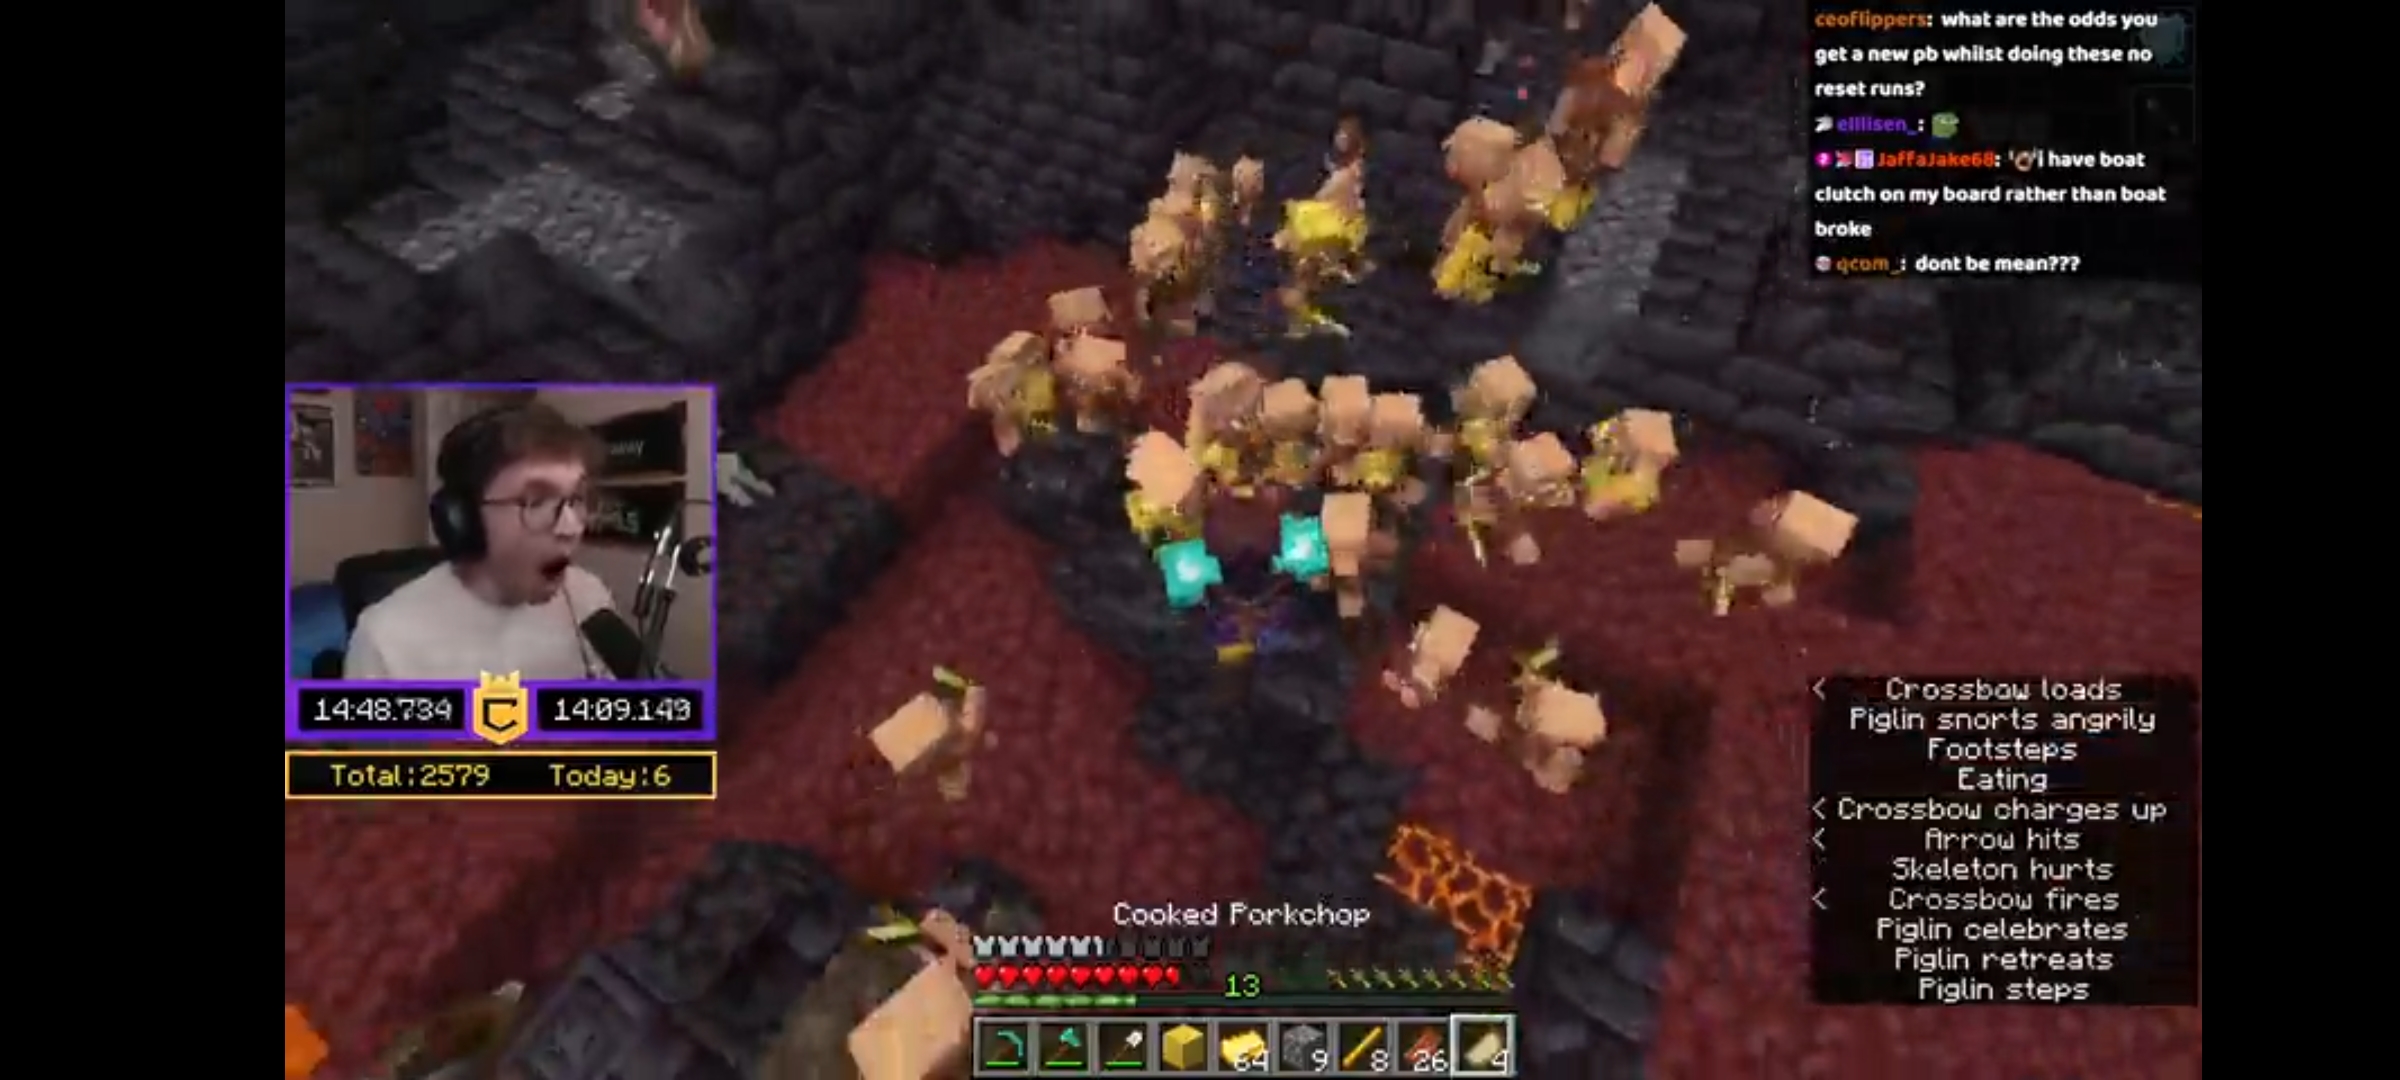 ceoflippers: what are the odds you
get a new pb whilst doing these no
reset runs?
elllisen_:
JaffaJake68: i have boat
clutch on my board rather than boat
broke
qcom_: dont be mean???
14:48.734
14:09.149
Total:2579 Today:6
< Crossbow loads
Piglin snorts angrily
Footsteps
Eating
< Crossbow charges up
< Arrow hits
Skeleton hurts
< Crossbow fires
Piglin celebrates
Piglin retreats
Piglin steps
Cooked Porkchop
13
64 9 8 26 4